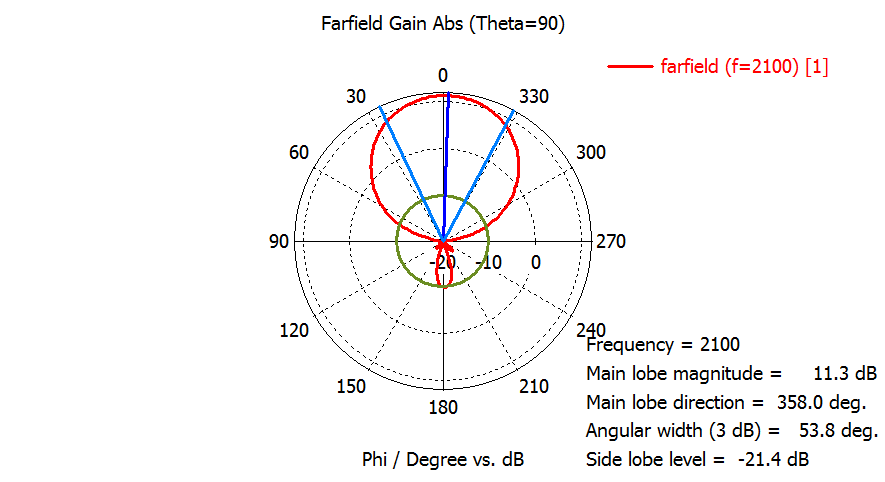 Farfield Gain Abs (Theta=90)
farfield (f=2100) [1]
0
30
330
60
300
90
270
-20
-10
0
120
240
150
210
180
Frequency = 2100
Main lobe magnitude = 11.3 dB
Main lobe direction = 358.0 deg.
Angular width (3 dB) = 53.8 deg.
Side lobe level = -21.4 dB
Phi / Degree vs. dB